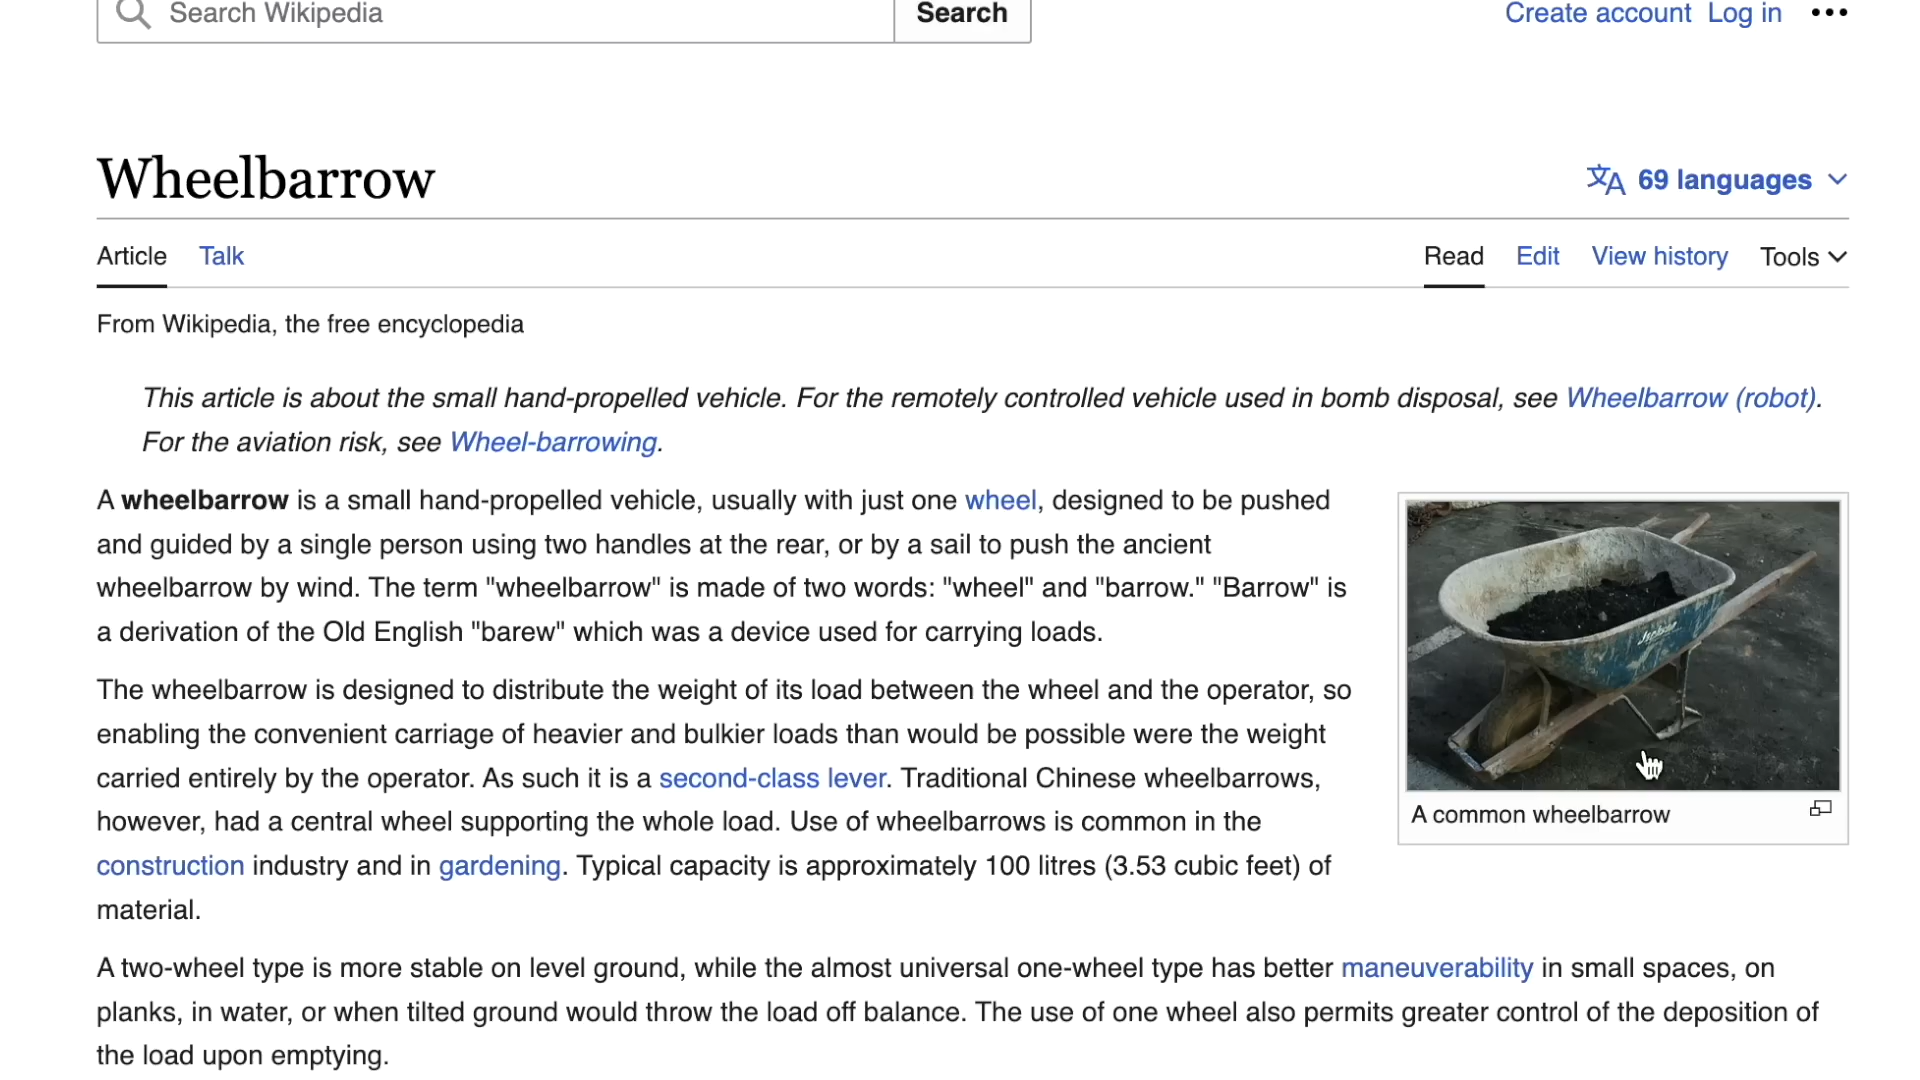 Search Wikipedia
Search
Create account Log in
Wheelbarrow
69 languages
Article Talk
Read Edit View history Tools
From Wikipedia, the free encyclopedia
This article is about the small hand-propelled vehicle. For the remotely controlled vehicle used in bomb disposal, see Wheelbarrow (robot).
For the aviation risk, see Wheel-barrowing.
A wheelbarrow is a small hand-propelled vehicle, usually with just one wheel, designed to be pushed
and guided by a single person using two handles at the rear, or by a sail to push the ancient
wheelbarrow by wind. The term "wheelbarrow" is made of two words: "wheel" and "barrow." "Barrow" is
a derivation of the Old English "barew" which was a device used for carrying loads.
The wheelbarrow is designed to distribute the weight of its load between the wheel and the operator, so
enabling the convenient carriage of heavier and bulkier loads than would be possible were the weight
carried entirely by the operator. As such it is a second-class lever. Traditional Chinese wheelbarrows,
however, had a central wheel supporting the whole load. Use of wheelbarrows is common in the
construction industry and in gardening. Typical capacity is approximately 100 litres (3.53 cubic feet) of
material.
A common wheelbarrow
A two-wheel type is more stable on level ground, while the almost universal one-wheel type has better maneuverability in small spaces, on
planks, in water, or when tilted ground would throw the load off balance. The use of one wheel also permits greater control of the deposition of
the load upon emptying.